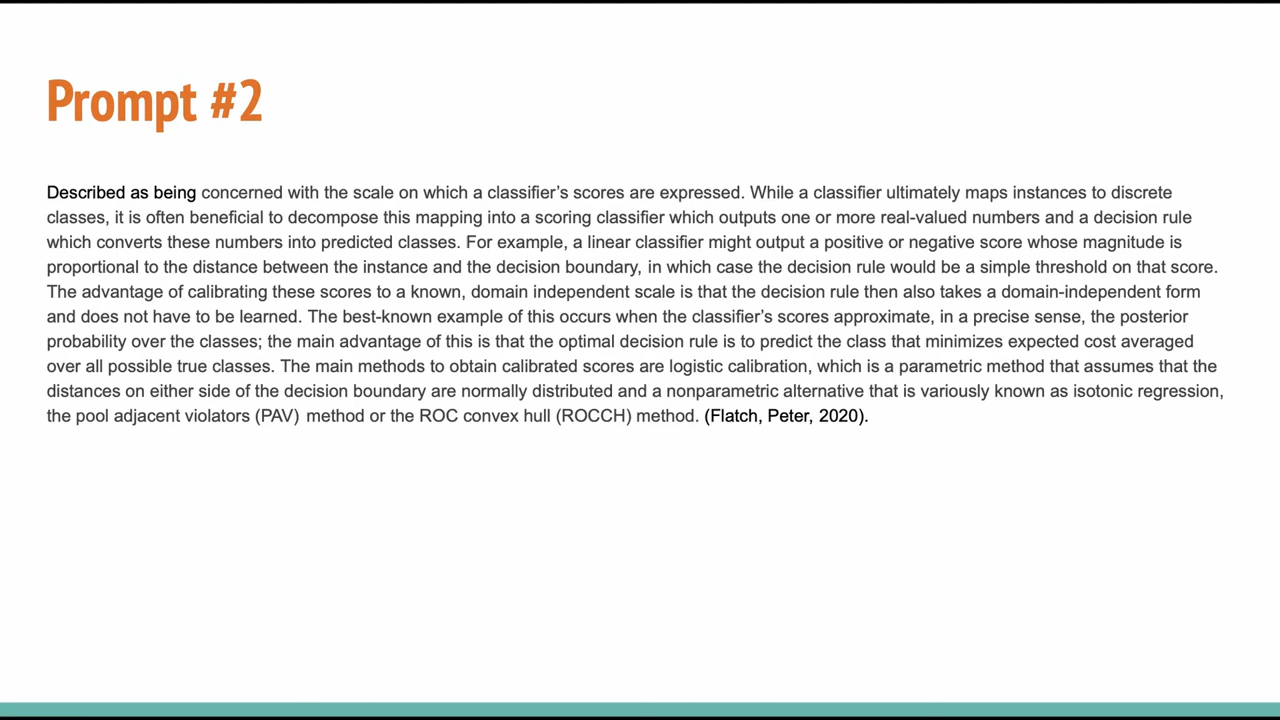 Prompt #2
Described as being concerned with the scale on which a classifier’s scores are expressed. While a classifier ultimately maps instances to discrete
classes, it is often beneficial to decompose this mapping into a scoring classifier which outputs one or more real-valued numbers and a decision rule
which converts these numbers into predicted classes. For example, a linear classifier might output a positive or negative score whose magnitude is
proportional to the distance between the instance and the decision boundary, in which case the decision rule would be a simple threshold on that score.
The advantage of calibrating these scores to a known, domain independent scale is that the decision rule then also takes a domain-independent form
and does not have to be learned. The best-known example of this occurs when the classifier’s scores approximate, in a precise sense, the posterior
probability over the classes; the main advantage of this is that the optimal decision rule is to predict the class that minimizes expected cost averaged
over all possible true classes. The main methods to obtain calibrated scores are logistic calibration, which is a parametric method that assumes that the
distances on either side of the decision boundary are normally distributed and a nonparametric alternative that is variously known as isotonic regression,
the pool adjacent violators (PAV) method or the ROC convex hull (ROCCH) method. (Flatch, Peter, 2020).